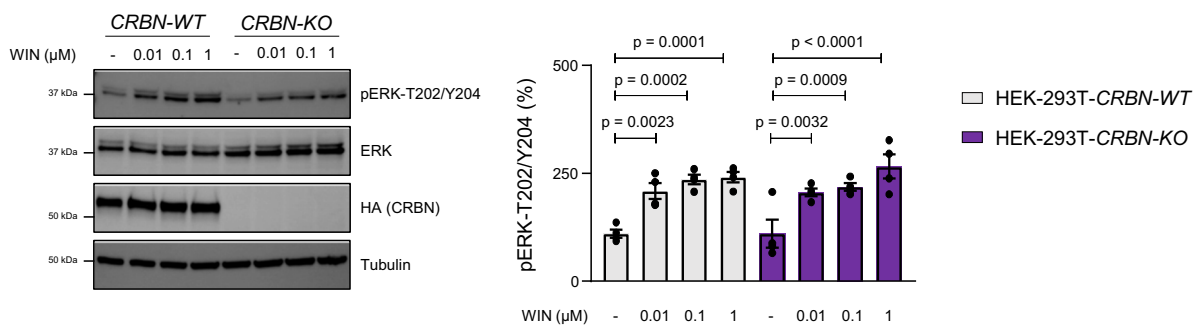 CRBN-WT CRBN-KO
WIN (μM) - 0.01 0.1 1 - 0.01 0.1 1
37 kDa pERK-T202/Y204
37 kDa ERK
50 kDa HA (CRBN)
50 kDa Tubulin
pERK-T202/Y204 (%)
500
250
0
p = 0.0001 p < 0.0001
p = 0.0002 p = 0.0009
p = 0.0023 p = 0.0032
WIN (μM) - 0.01 0.1 1 - 0.01 0.1 1
HEK-293T-CRBN-WT
HEK-293T-CRBN-KO